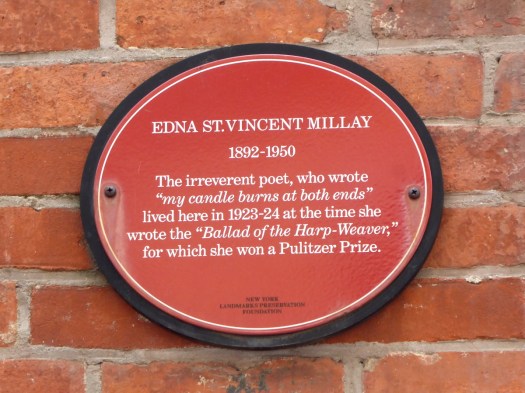 EDNA ST.VINCENT MILLAY
1892-1950
The irreverent poet, who wrote
"my candle burns at both ends"
lived here in 1923-24 at the time she
wrote the "Ballad of the Harp-Weaver,"
for which she won a Pulitzer Prize.
NEW YORK
LANDMARKS PRESERVATION
FOUNDATION